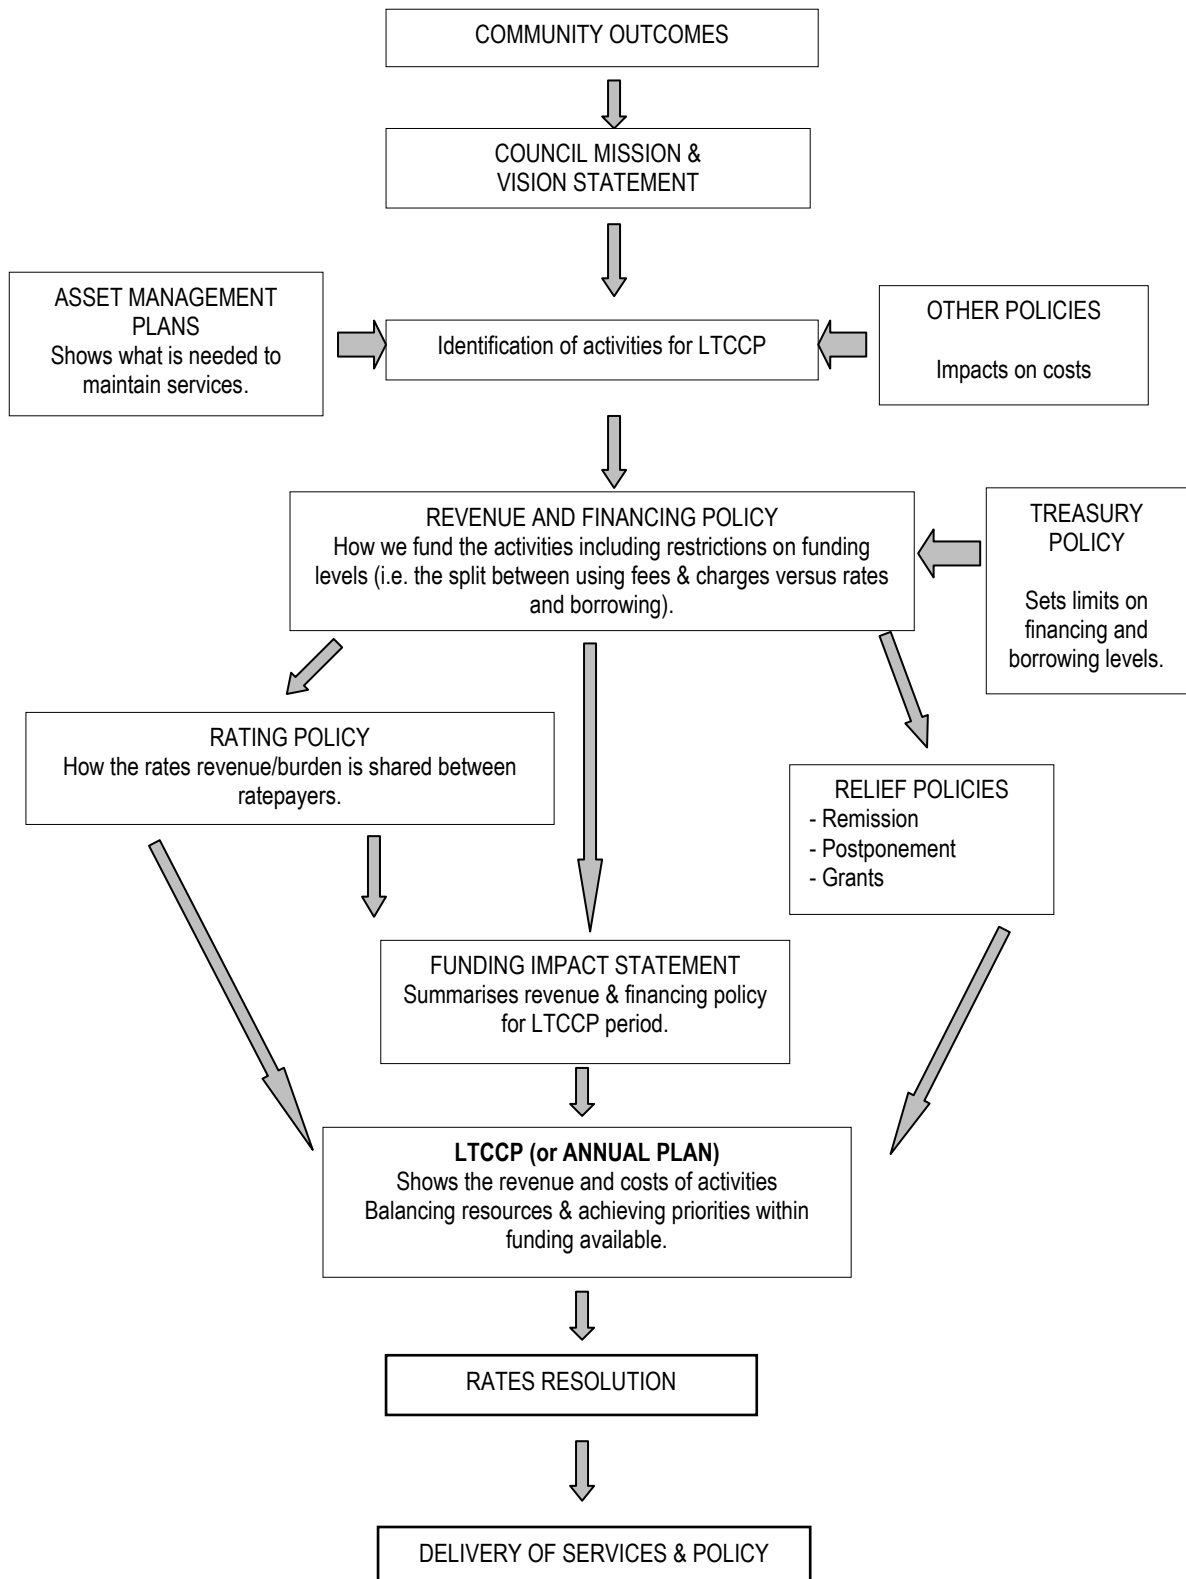 COMMUNITY OUTCOMES
COUNCIL MISSION &
VISION STATEMENT
ASSET MANAGEMENT
PLANS
Shows what is needed to
maintain services.
Identification of activities for LTCCP
OTHER POLICIES
Impacts on costs
REVENUE AND FINANCING POLICY
How we fund the activities including restrictions on funding
levels (i.e. the split between using fees & charges versus rates
and borrowing).
TREASURY
POLICY
Sets limits on
financing and
borrowing levels.
RATING POLICY
How the rates revenue/burden is shared between
ratepayers.
RELIEF POLICIES
- Remission
- Postponement
- Grants
FUNDING IMPACT STATEMENT
Summarises revenue & financing policy
for LTCCP period.
LTCCP (or ANNUAL PLAN)
Shows the revenue and costs of activities
Balancing resources & achieving priorities within
funding available.
RATES RESOLUTION
DELIVERY OF SERVICES & POLICY